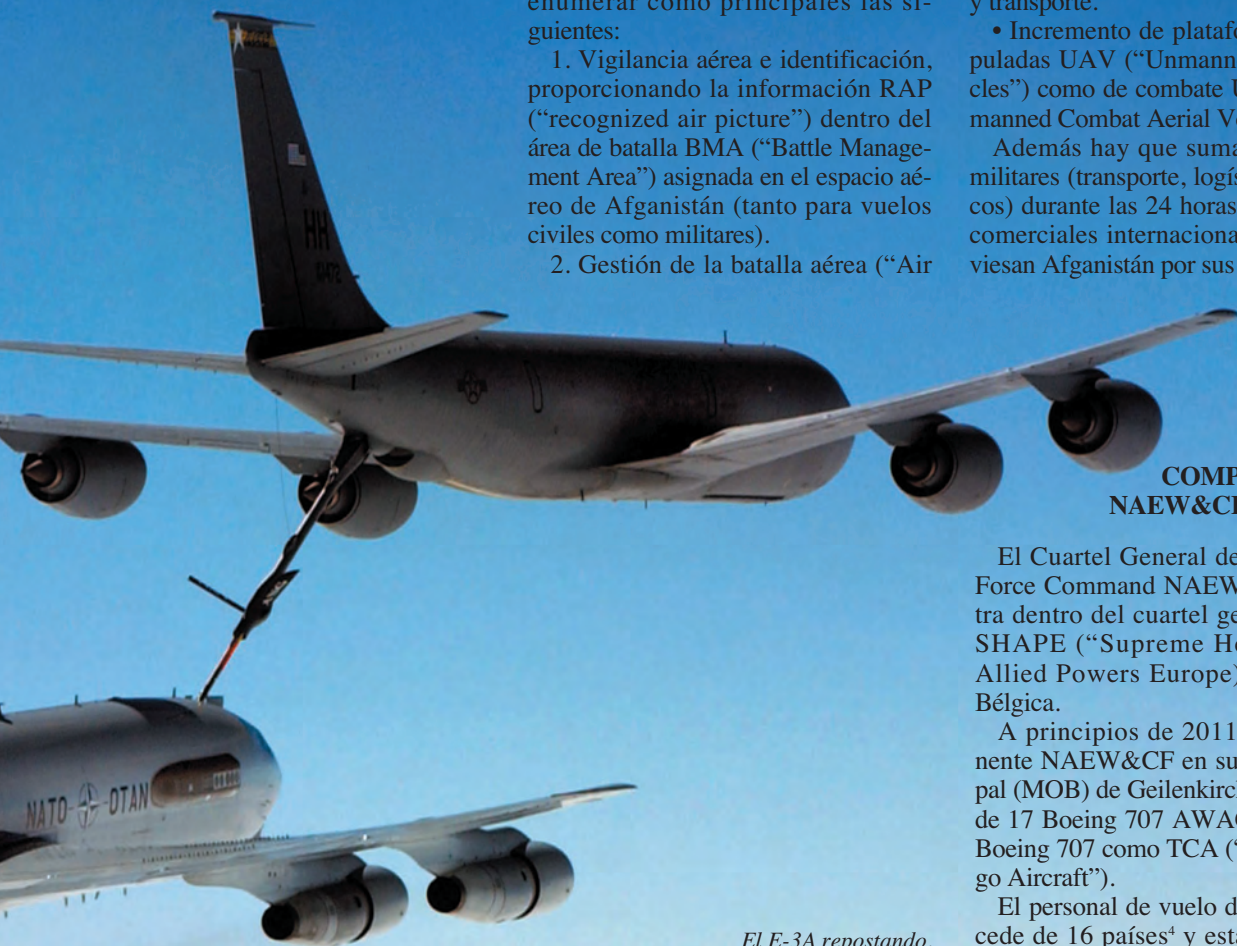 enumerar como principales las si-
guientes:
1. Vigilancia aérea e identificación,
proporcionando la información RAP
(“recognized air picture”) dentro del
área de batalla BMA (“Battle Manage-
ment Area”) asignada en el espacio aé-
reo de Afganistán (tanto para vuelos
civiles como militares).
2. Gestión de la batalla aérea (“Air
y transporte.
• Incremento de platafo
puladas UAV (“Unmann
cles”) como de combate U
manned Combat Aerial Ve
Además hay que suma
militares (transporte, logís
cos) durante las 24 horas
comerciales internaciona
viesan Afganistán por sus
COMP
NAEW&CF
El Cuartel General de
Force Command NAEW
tra dentro del cuartel ge
SHAPE (“Supreme He
Allied Powers Europe)
Bélgica.
A principios de 2011
nente NAEW&CF en su
pal (MOB) de Geilenkirch
de 17 Boeing 707 AWAC
Boeing 707 como TCA (“
go Aircraft”).
El personal de vuelo d
cede de 16 países⁴ y está
El E-3A repostando
HH
NATO OTAN